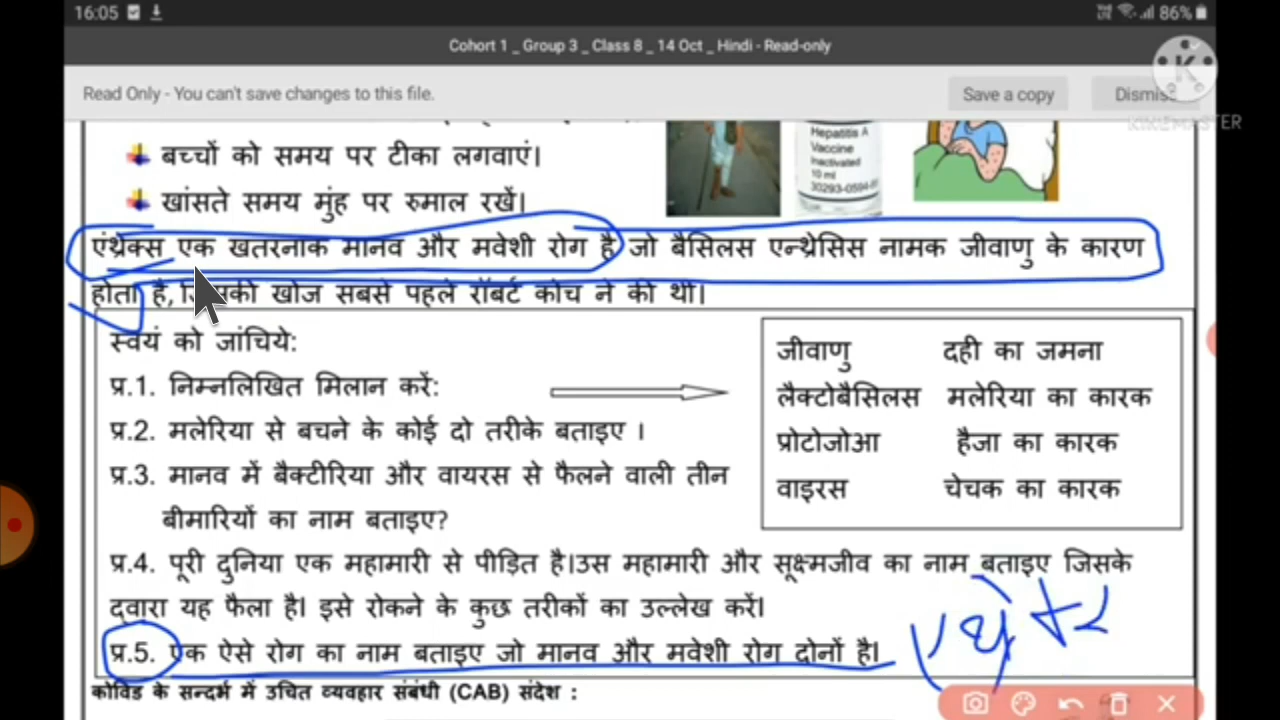 16:05
86%
Cohort 1 _ Group 3 _ Class 8 _ 14 Oct _ Hindi - Read-only
Read Only - You can't save changes to this file.
Save a copy
K
KINEMASTER
बच्चों को समय पर टीका लगवाएं।
खांसते समय मुंह पर रुमाल रखें।
Hepatitis A
Vaccine
Inactivated
10 ml
एंथ्रेक्स एक खतरनाक मानव और मवेशी रोग है जो बैसिलस एन्थ्रेसिस नामक जीवाणु के कारण
होता है, जिसकी खोज सबसे पहले रॉबर्ट कोच ने की थी।
स्वयं को जांचिये:
प्र.1. निम्नलिखित मिलान करें:
प्र.2. मलेरिया से बचने के कोई दो तरीके बताइए ।
प्र.3. मानव में बैक्टीरिया और वायरस से फैलने वाली तीन
बीमारियों का नाम बताइए?
जीवाणु दही का जमना
लैक्टोबैसिलस मलेरिया का कारक
प्रोटोजोआ हैजा का कारक
वाइरस चेचक का कारक
प्र.4. पूरी दुनिया एक महामारी से पीड़ित है।उस महामारी और सूक्ष्मजीव का नाम बताइए जिसके
द्वारा यह फैला है। इसे रोकने के कुछ तरीकों का उल्लेख करें।
प्र.5. एक ऐसे रोग का नाम बताइए जो मानव और मवेशी रोग दोनों है।
कोविड के सन्दर्भ में उचित व्यवहार संबंधी (CAB) संदेश :